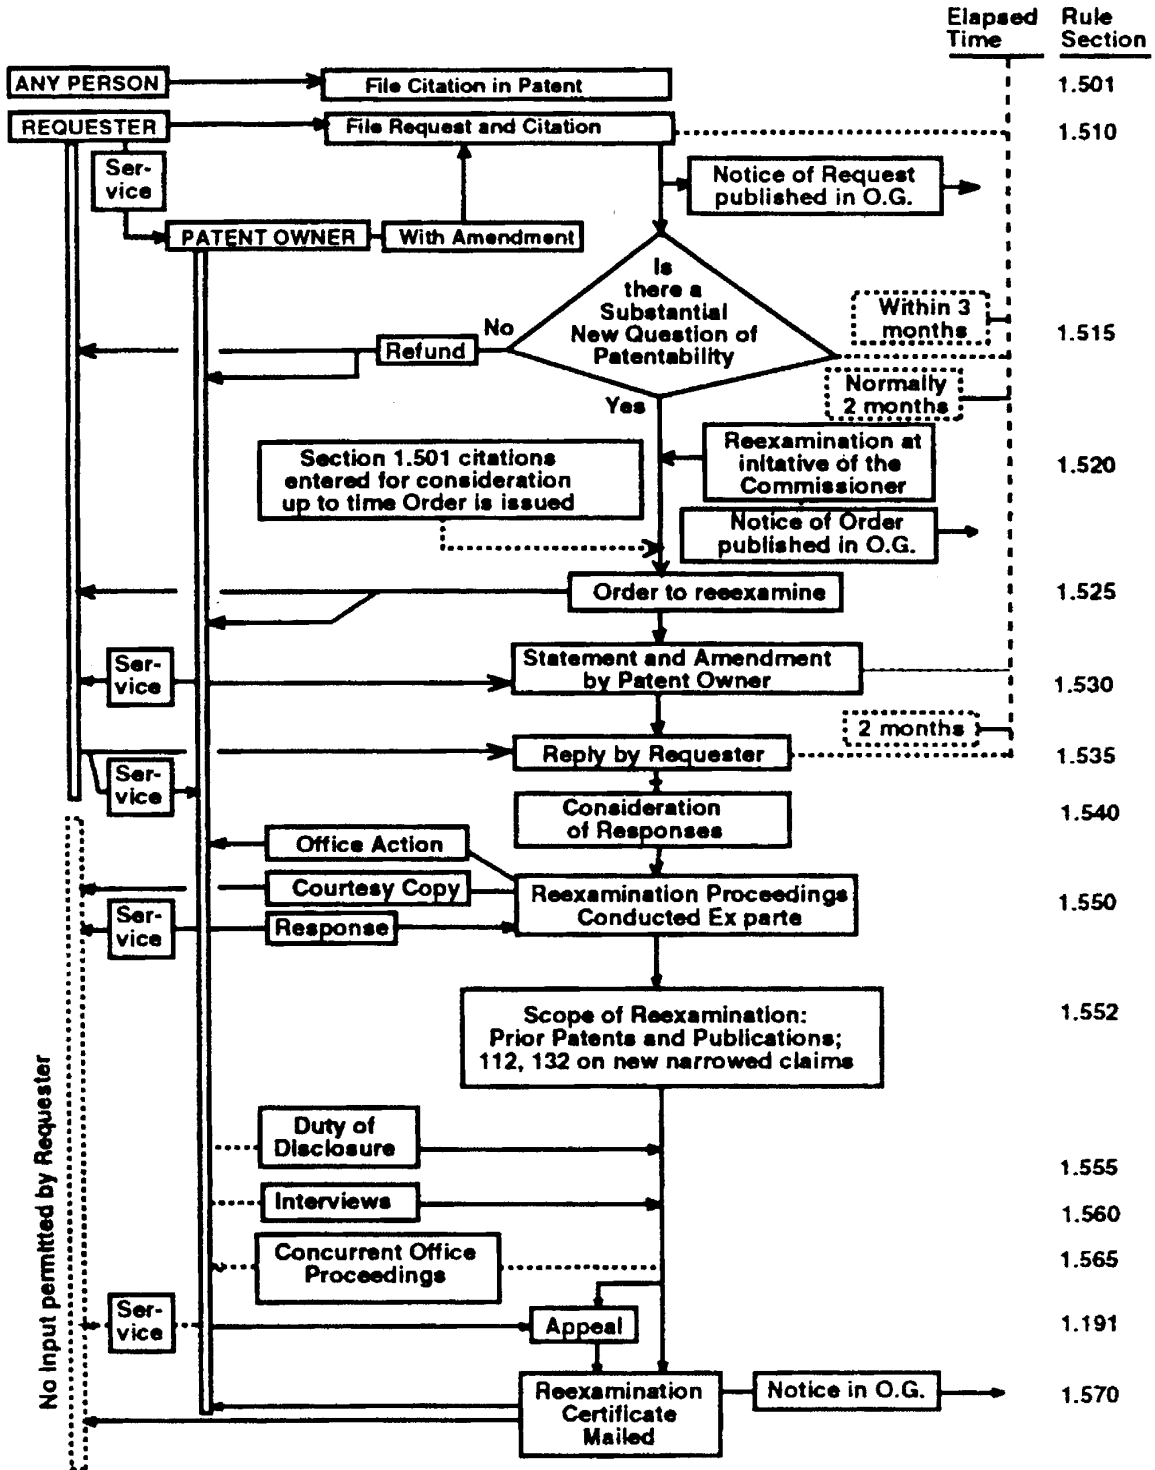 Elapsed
Time
Rule
Section
ANY PERSON
File Citation in Patent
1.501
REQUESTER
File Request and Citation
1.510
Ser-
vice
Notice of Request
published in O.G.
PATENT OWNER
With Amendment
Is
there a
Substantial
New Question of
Patentability
Within 3
months
1.515
No
Refund
Normally
2 months
Yes
Section 1.501 citations
entered for consideration
up to time Order is issued
Reexamination at
initative of the
Commissioner
1.520
Notice of Order
published in O.G.
Order to reeexamine
1.525
Ser-
vice
Statement and Amendment
by Patent Owner
1.530
2 months
Reply by Requester
1.535
Ser-
vice
Consideration
of Responses
1.540
Office Action
Courtesy Copy
Reexamination Proceedings
Conducted Ex parte
1.550
Ser-
vice
Response
Scope of Reexamination:
Prior Patents and Publications;
112, 132 on new narrowed claims
1.552
No input permitted by Requester
Duty of
Disclosure
1.555
Interviews
1.560
Concurrent Office
Proceedings
1.565
Ser-
vice
Appeal
1.191
Reexamination
Certificate
Mailed
Notice in O.G.
1.570